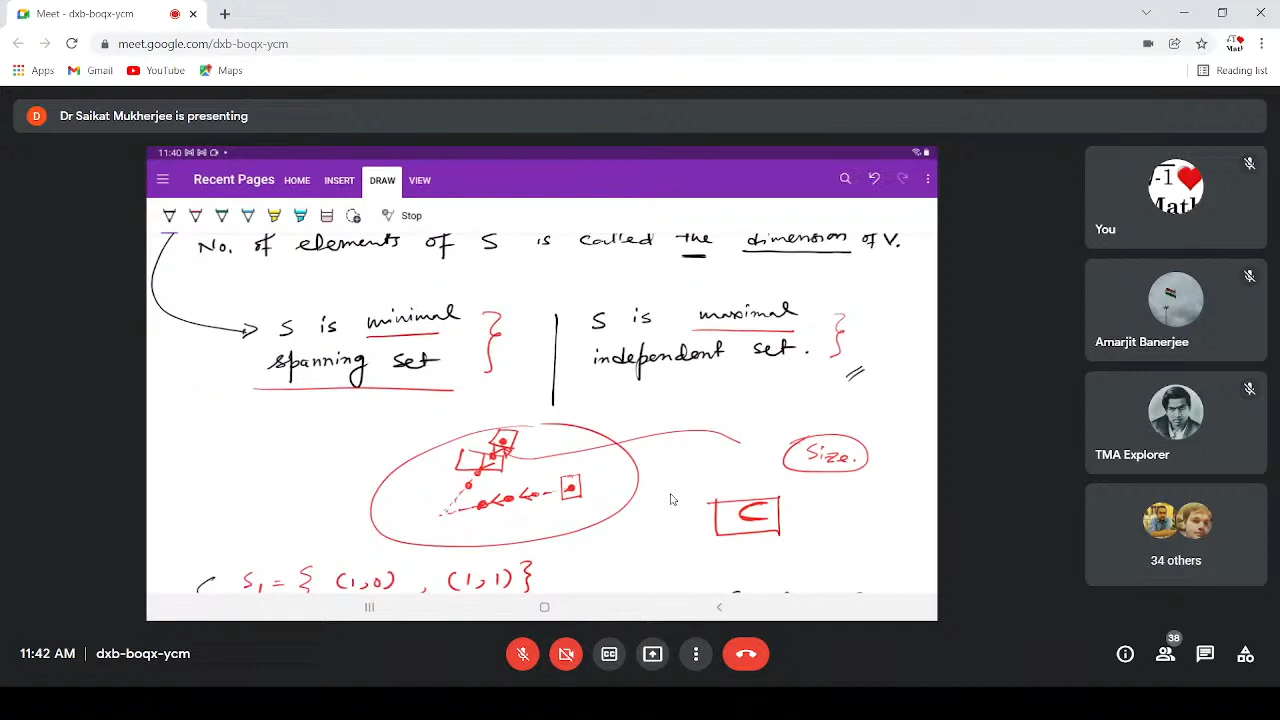 Meet - dxb-boqx-ycm
meet.google.com/dxb-boqx-ycm
Apps Gmail YouTube Maps Reading list
D Dr Saikat Mukherjee is presenting
11:40
Recent Pages HOME INSERT DRAW VIEW
Stop
No. of elements of S is called the dimension of V.
S is minimal
spanning set
S is maximal
independent set.
Size.
C
S₁ = { (1,0) , (1,1) }
√-1
Math
You
Amarjit Banerjee
TMA Explorer
34 others
11:42 AM | dxb-boqx-ycm
38